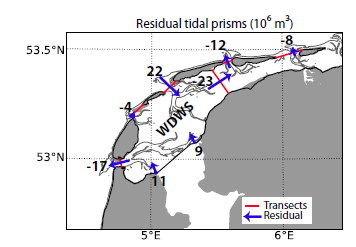 Residual tidal prisms (10⁶ m³)
53.5°N
-12
-8
22
-23
-4
WDWS
53°N
9
-17
11
Transects
Residual
5°E
6°E